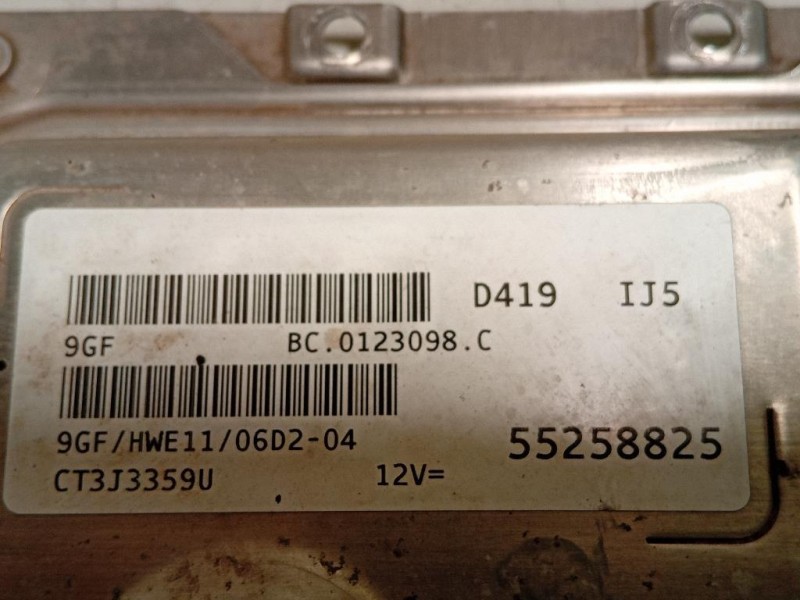 D419 IJ5
9GF BC.0123098.C
9GF/HWE11/06D2-04
55258825
CT3J3359U 12V=